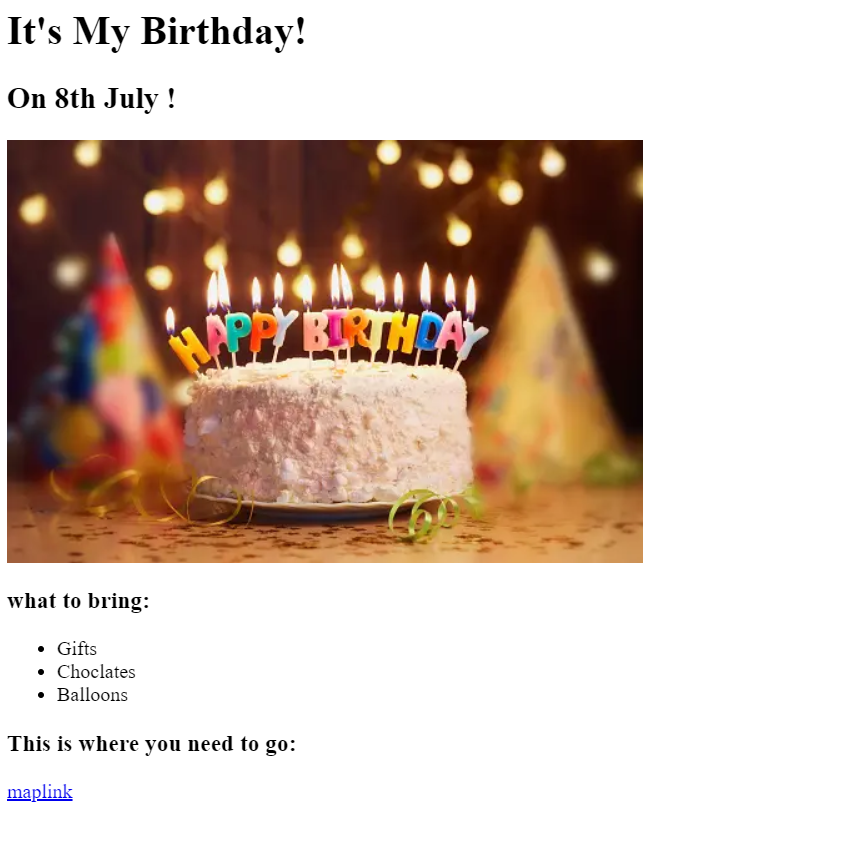 It's My Birthday!
On 8th July !
HAPPY BIRTHDAY
what to bring:
Gifts
Choclates
Balloons
This is where you need to go:
maplink